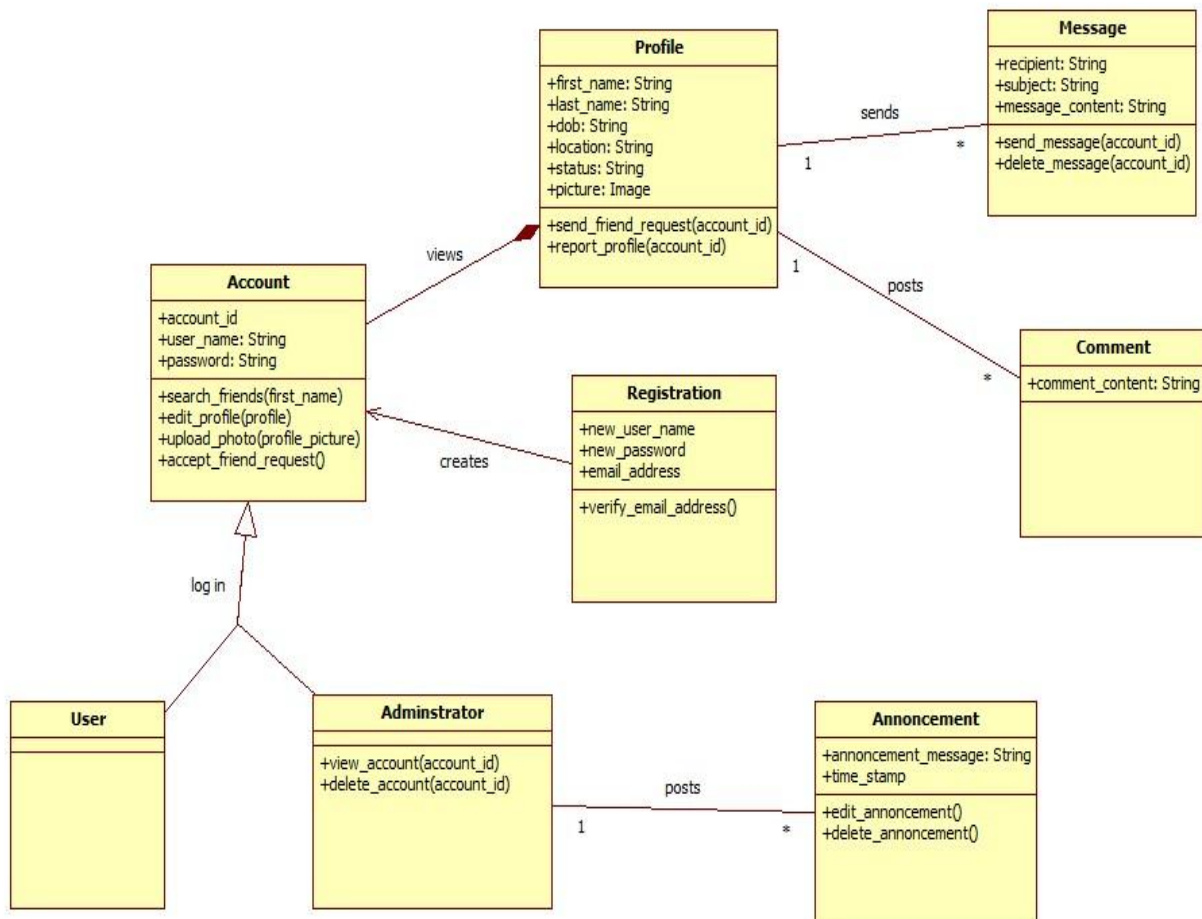 Profile
+first_name: String
+last_name: String
+dob: String
+location: String
+status: String
+picture: Image
+send_friend_request(account_id)
+report_profile(account_id)
Message
+recipient: String
+subject: String
+message_content: String
+send_message(account_id)
+delete_message(account_id)
sends
1
*
views
1
posts
*
Account
+account_id
+user_name: String
+password: String
+search_friends(first_name)
+edit_profile(profile)
+upload_photo(profile_picture)
+accept_friend_request()
Comment
+comment_content: String
Registration
+new_user_name
+new_password
+email_address
+verify_email_address()
creates
log in
User
Adminstrator
+view_account(account_id)
+delete_account(account_id)
posts
1
*
Annoncement
+annoncement_message: String
+time_stamp
+edit_annoncement()
+delete_annoncement()